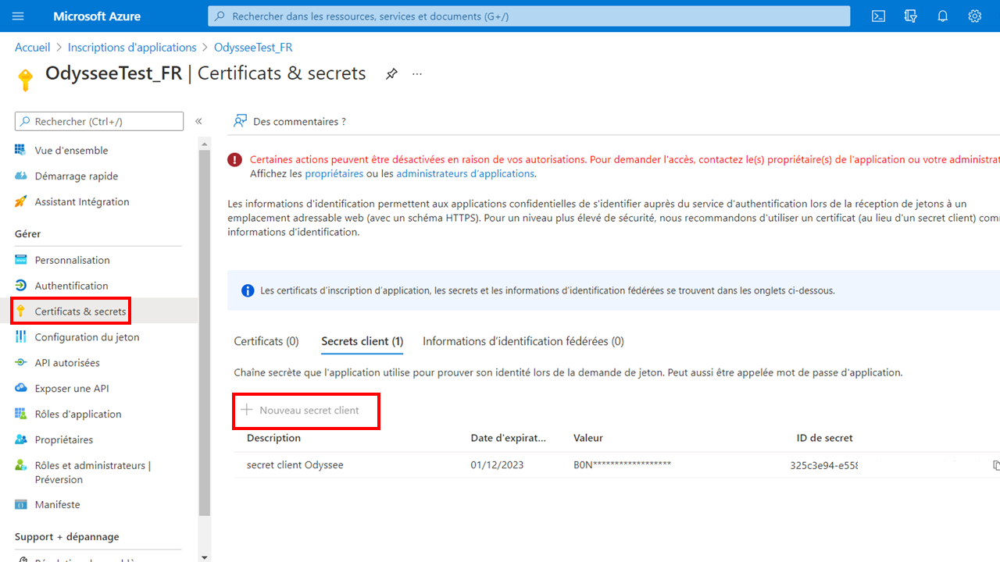 Microsoft Azure
Rechercher dans les ressources, services et documents (G+/)
Accueil > Inscriptions d'applications > OdysseeTest_FR
OdysseeTest_FR | Certificats & secrets
Rechercher (Ctrl+/)
Vue d'ensemble
Démarrage rapide
Assistant Intégration
Gérer
Personnalisation
Authentification
Certificats & secrets
Configuration du jeton
API autorisées
Exposer une API
Rôles d'application
Propriétaires
Rôles et administrateurs |
Préversion
Manifeste
Support + dépannage
Des commentaires ?
Certaines actions peuvent être désactivées en raison de vos autorisations. Pour demander l'accès, contactez le(s) propriétaire(s) de l'application ou votre administrat
Affichez les propriétaires ou les administrateurs d'applications.
Les informations d'identification permettent aux applications confidentielles de s'identifier auprès du service d'authentification lors de la réception de jetons à un
emplacement adressable web (avec un schéma HTTPS). Pour un niveau plus élevé de sécurité, nous recommandons d'utiliser un certificat (au lieu d'un secret client) com
informations d'identification.
Les certificats d'inscription d'application, les secrets et les informations d'identification fédérées se trouvent dans les onglets ci-dessous.
Certificats (0) Secrets client (1) Informations d'identification fédérées (0)
Chaîne secrète que l'application utilise pour prouver son identité lors de la demande de jeton. Peut aussi être appelée mot de passe d'application.
Nouveau secret client
Description Date d'expirat... Valeur ID de secret
secret client Odyssee 01/12/2023 B0N****************** 325c3e94-e558